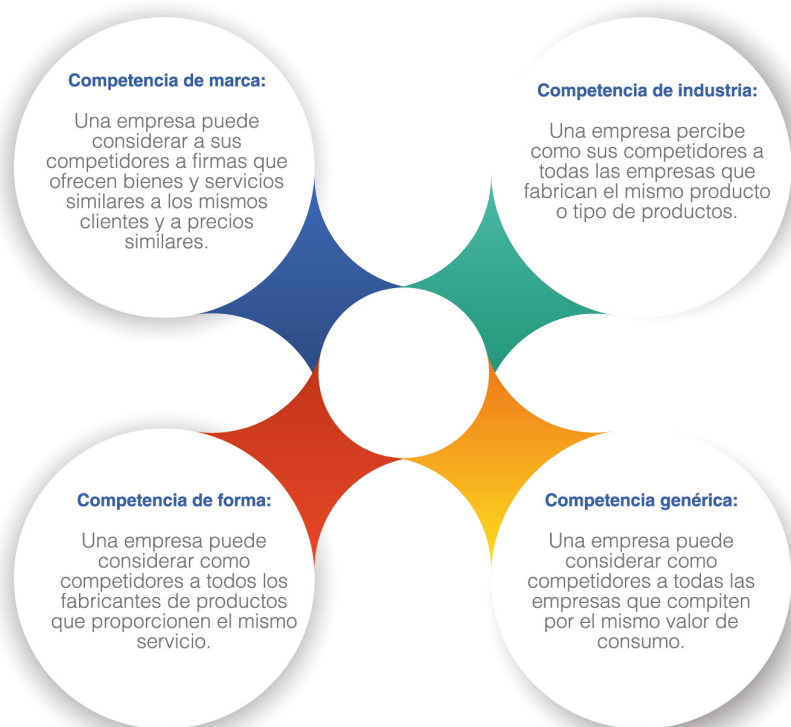 Competencia de marca:
Una empresa puede
considerar a sus
competidores a firmas que
ofrecen bienes y servicios
similares a los mismos
clientes y a precios
similares.
Competencia de industria:
Una empresa percibe
como sus competidores a
todas las empresas que
fabrican el mismo producto
o tipo de productos.
Competencia de forma:
Una empresa puede
considerar como
competidores a todos los
fabricantes de productos
que proporcionen el mismo
servicio.
Competencia genérica:
Una empresa puede
considerar como
competidores a todas las
empresas que compiten
por el mismo valor de
consumo.